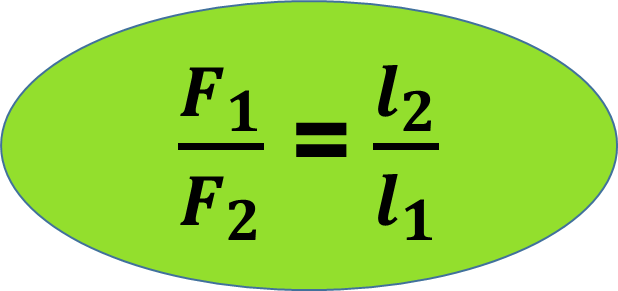 F₁/F₂ = l₂/l₁